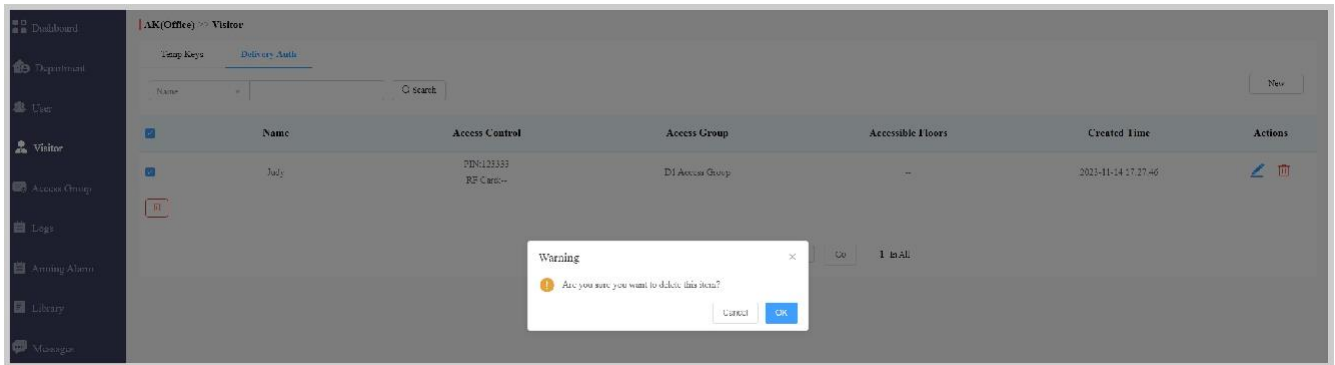 Dashboard
Department
User
Visitor
Access Group
Logs
Arming Alarm
Library
Messages
AK(Office) >> Visitor
Temp Keys Delivery Auth
Name Search New
Name Access Control Access Group Accessible Floors Created Time Actions
Judy PIN:123333 D1 Access Group -- 2023-11-14 17:27:46
RF Card:--
Go 1 In All
Warning
Are you sure you want to delete this item?
Cancel OK